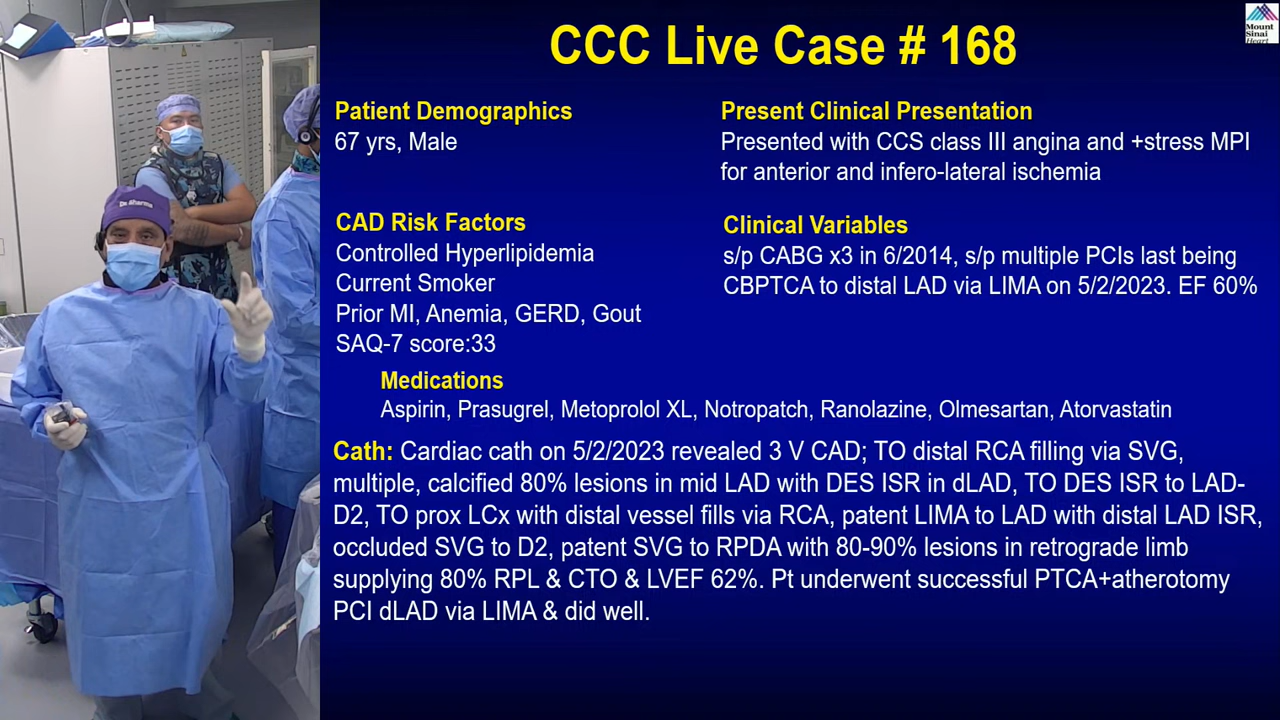 CCC Live Case # 168
Mount
Sinai
Heart
Patient Demographics
67 yrs, Male
Present Clinical Presentation
Presented with CCS class III angina and +stress MPI
for anterior and infero-lateral ischemia
CAD Risk Factors
Controlled Hyperlipidemia
Current Smoker
Prior MI, Anemia, GERD, Gout
SAQ-7 score:33
Clinical Variables
s/p CABG x3 in 6/2014, s/p multiple PCIs last being
CBPTCA to distal LAD via LIMA on 5/2/2023. EF 60%
Medications
Aspirin, Prasugrel, Metoprolol XL, Notropatch, Ranolazine, Olmesartan, Atorvastatin
Cath: Cardiac cath on 5/2/2023 revealed 3 V CAD; TO distal RCA filling via SVG,
multiple, calcified 80% lesions in mid LAD with DES ISR in dLAD, TO DES ISR to LAD-
D2, TO prox LCx with distal vessel fills via RCA, patent LIMA to LAD with distal LAD ISR,
occluded SVG to D2, patent SVG to RPDA with 80-90% lesions in retrograde limb
supplying 80% RPL & CTO & LVEF 62%. Pt underwent successful PTCA+atherotomy
PCI dLAD via LIMA & did well.
Dr. Sharma